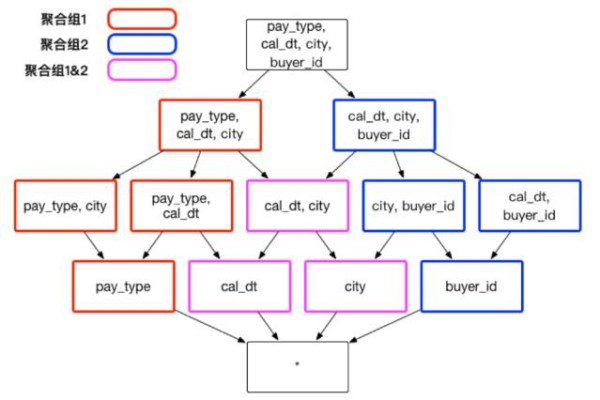 聚合组1
聚合组2
聚合组1&2
pay_type,
cal_dt, city,
buyer_id
pay_type,
cal_dt, city
cal_dt, city,
buyer_id
pay_type, city
pay_type,
cal_dt
cal_dt, city
city, buyer_id
cal_dt,
buyer_id
pay_type
cal_dt
city
buyer_id
*